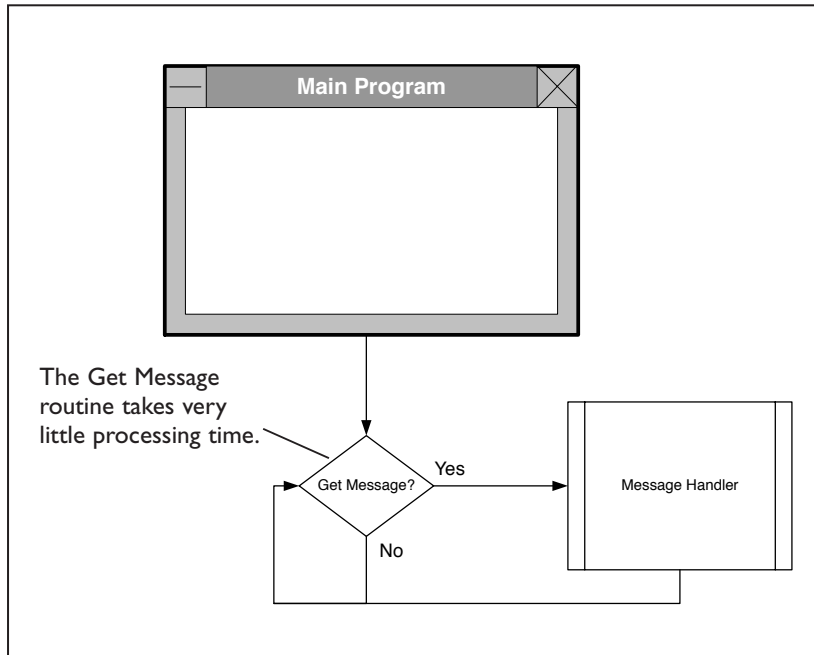 Main Program
The Get Message
routine takes very
little processing time.
Get Message?
Yes
Message Handler
No